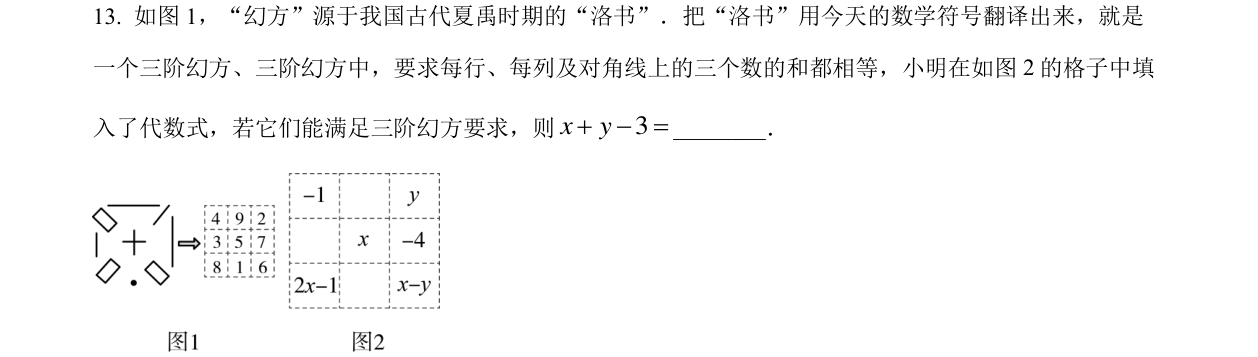 13. 如图 1，“幻方”源于我国古代夏禹时期的“洛书”．把“洛书”用今天的数学符号翻译出来，就是
一个三阶幻方、三阶幻方中，要求每行、每列及对角线上的三个数的和都相等，小明在如图 2 的格子中填
入了代数式，若它们能满足三阶幻方要求，则 x + y − 3 = ________．
4 9 2
3 5 7
8 1 6
−1 y
x −4
2x−1 x−y
图1 图2